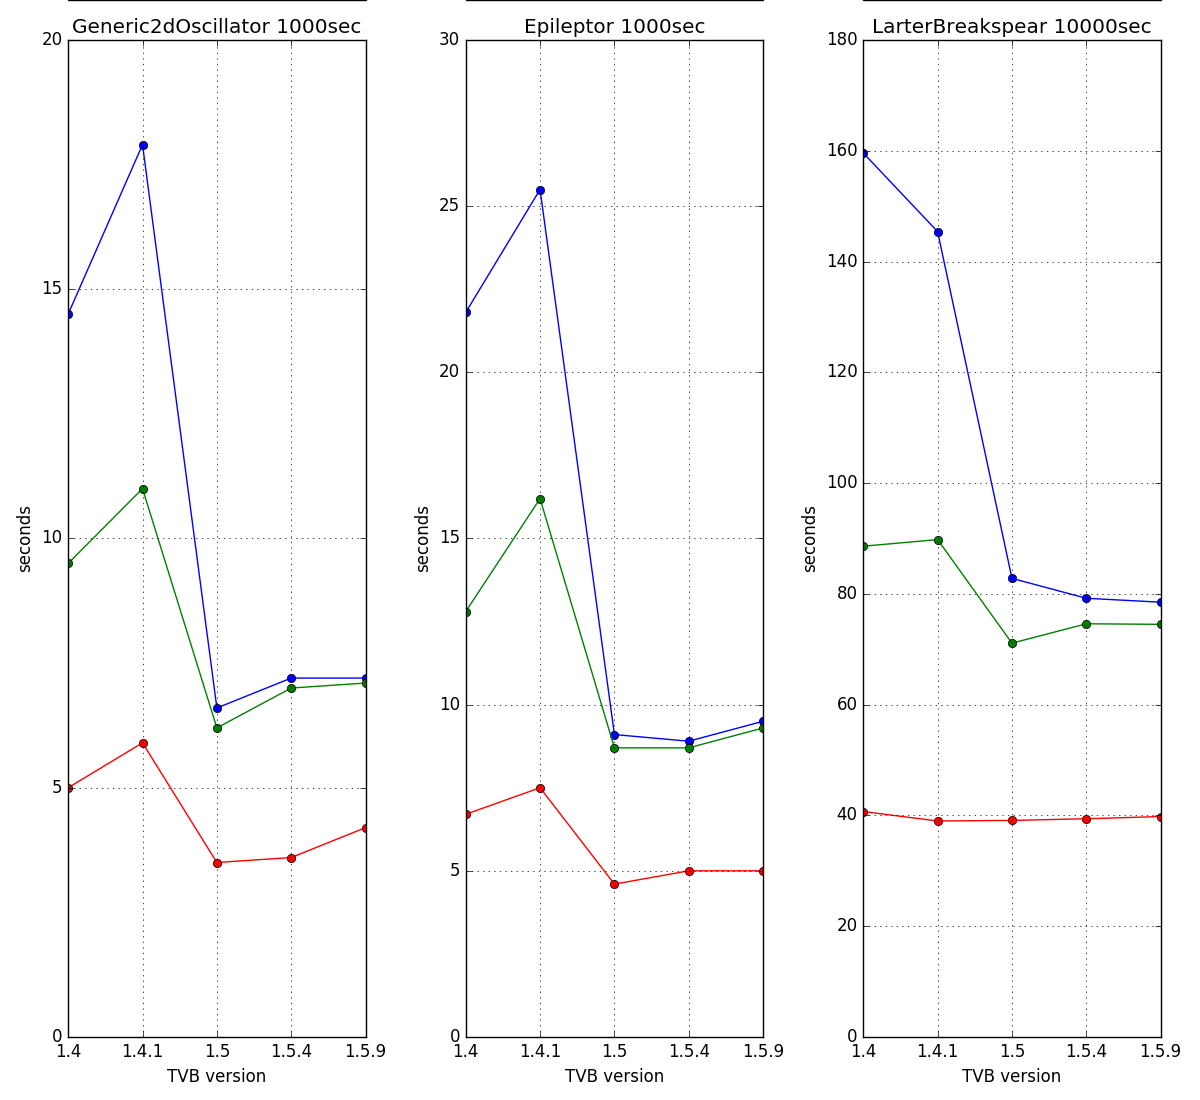 Generic2dOscillator 1000sec
20
15
10
5
0
seconds
1.4 1.4.1 1.5 1.5.4 1.5.9
TVB version
Epileptor 1000sec
30
25
20
15
10
5
0
seconds
1.4 1.4.1 1.5 1.5.4 1.5.9
TVB version
LarterBreakspear 10000sec
180
160
140
120
100
80
60
40
20
0
seconds
1.4 1.4.1 1.5 1.5.4 1.5.9
TVB version